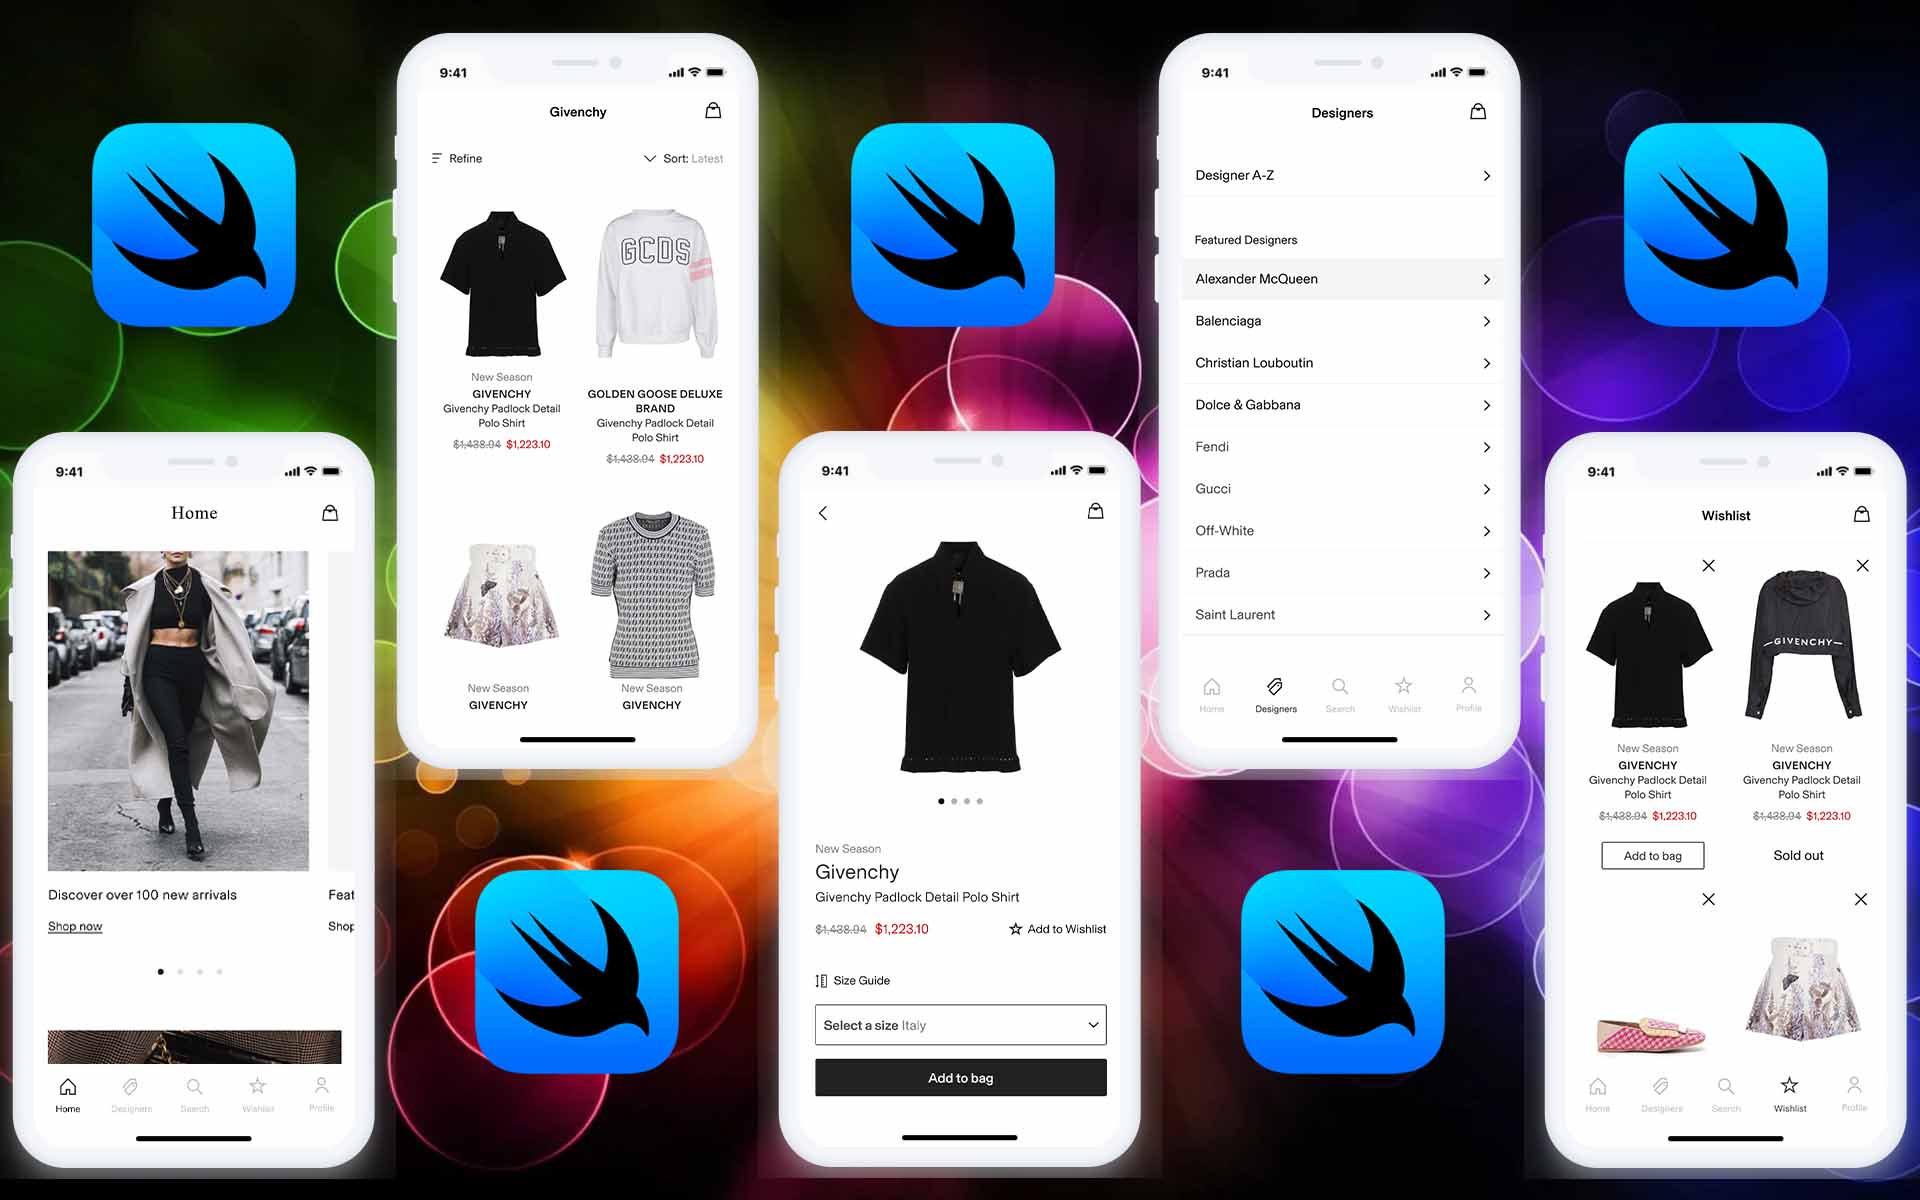 9:41
Home
Discover over 100 new arrivals
Feat
Shop now
Shop
Home
Designers
Search
Wishlist
Profile
9:41
Givenchy
Refine
Sort: Latest
GCDS
New Season
GIVENCHY
Givenchy Padlock Detail
Polo Shirt
$1,438.94 $1,223.10
GOLDEN GOOSE DELUXE
BRAND
Givenchy Padlock Detail
Polo Shirt
$1,438.94 $1,223.10
New Season
GIVENCHY
New Season
GIVENCHY
9:41
New Season
Givenchy
Givenchy Padlock Detail Polo Shirt
$1,438.94 $1,223.10
Add to Wishlist
Size Guide
Select a size Italy
Add to bag
9:41
Designers
Designer A-Z
Featured Designers
Alexander McQueen
Balenciaga
Christian Louboutin
Dolce & Gabbana
Fendi
Gucci
Off-White
Prada
Saint Laurent
Home
Designers
Search
Wishlist
Profile
9:41
Wishlist
GIVENCHY
New Season
GIVENCHY
Givenchy Padlock Detail
Polo Shirt
$1,438.94 $1,223.10
Add to bag
New Season
GIVENCHY
Givenchy Padlock Detail
Polo Shirt
$1,438.94 $1,223.10
Sold out
Home
Designers
Search
Wishlist
Profile